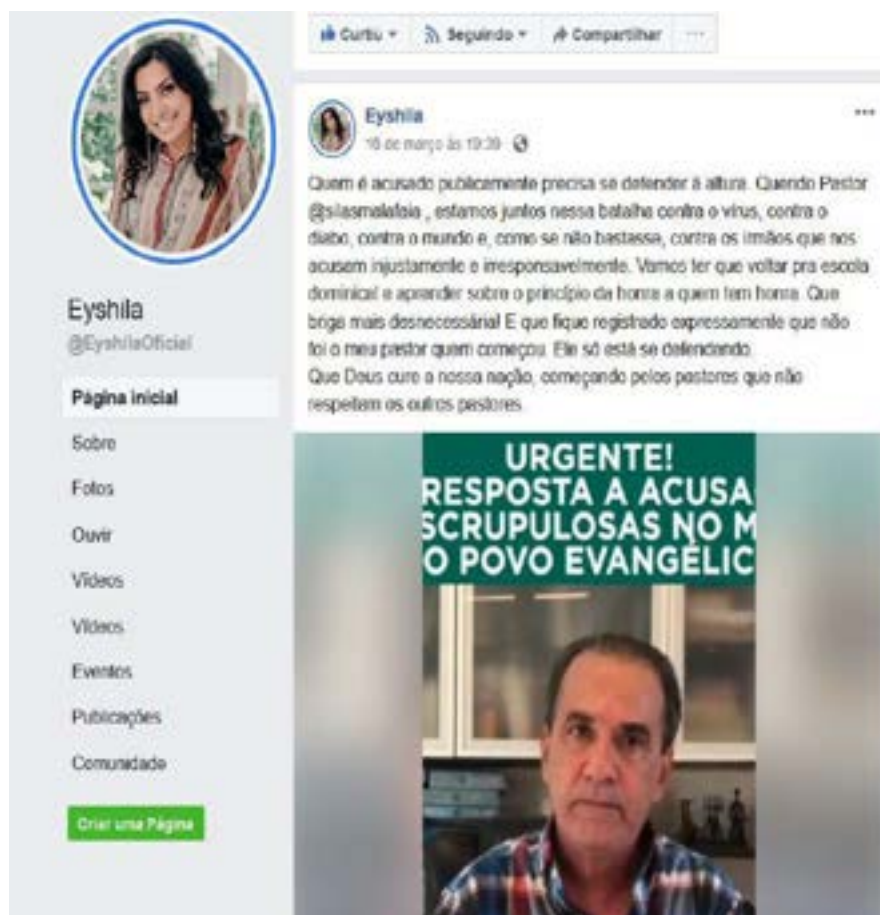 Curtiu
Seguindo
Compartilhar
Eyshila
16 de março às 19:39
Quem é acusado publicamente precisa se defender à altura. Querido Pastor
@silasmalafaia , estamos juntos nessa batalha contra o vírus, contra o
diabo, contra o mundo e, como se não bastasse, contra os irmãos que nos
acusam injustamente e irresponsavelmente. Vamos ter que voltar pra escola
dominical e aprender sobre o princípio da honra a quem tem honra. Que
briga mais desnecessária! E que fique registrado expressamente que não
foi o meu pastor quem começou. Ele só está se defendendo.
Que Deus cure a nossa nação, começando pelos pastores que não
respeitam os outros pastores.
Eyshila
@EyshilaOficial
Página inicial
Sobre
Fotos
Ouvir
Vídeos
Vídeos
Eventos
Publicações
Comunidade
Criar uma Página
URGENTE!
RESPOSTA A ACUSA
SCRUPULOSAS NO M
O POVO EVANGÉLIC